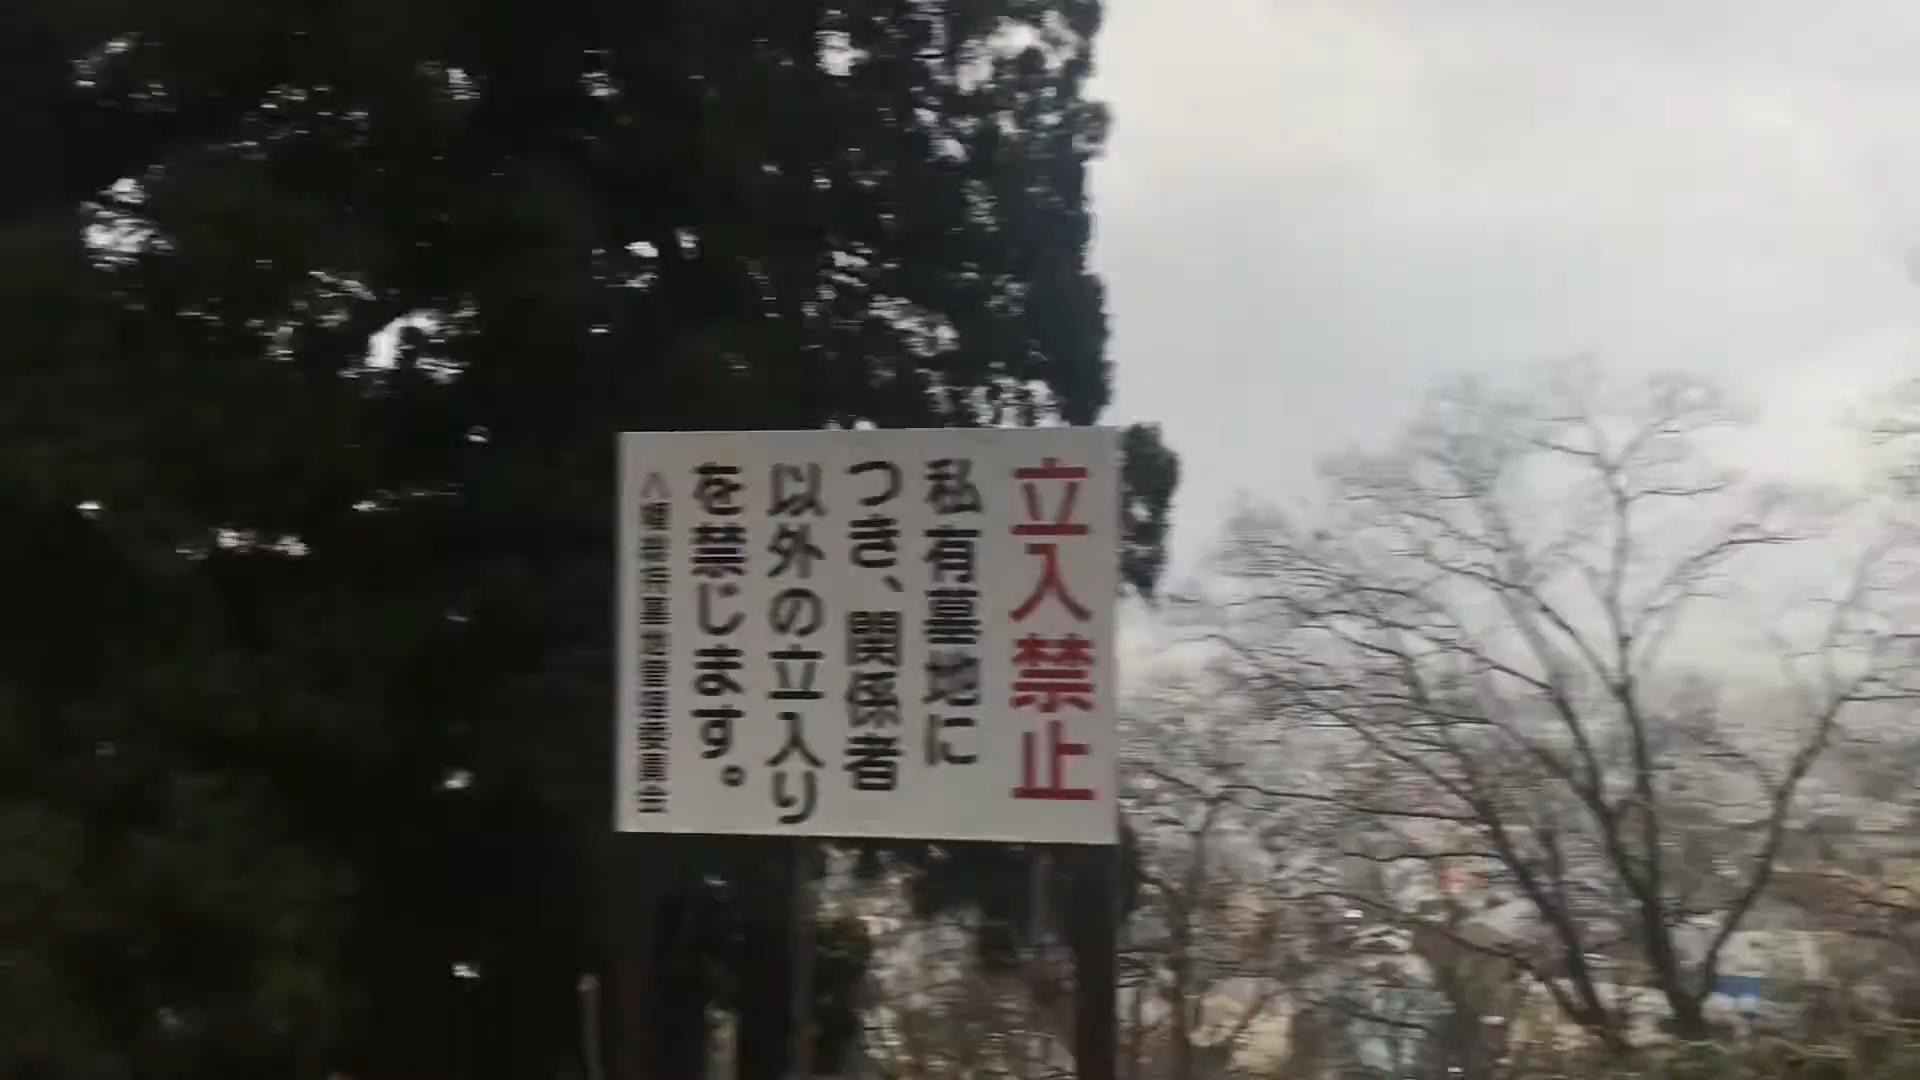 立入禁止
私有墓地に
つき、関係者
以外の立入り
を禁じます。